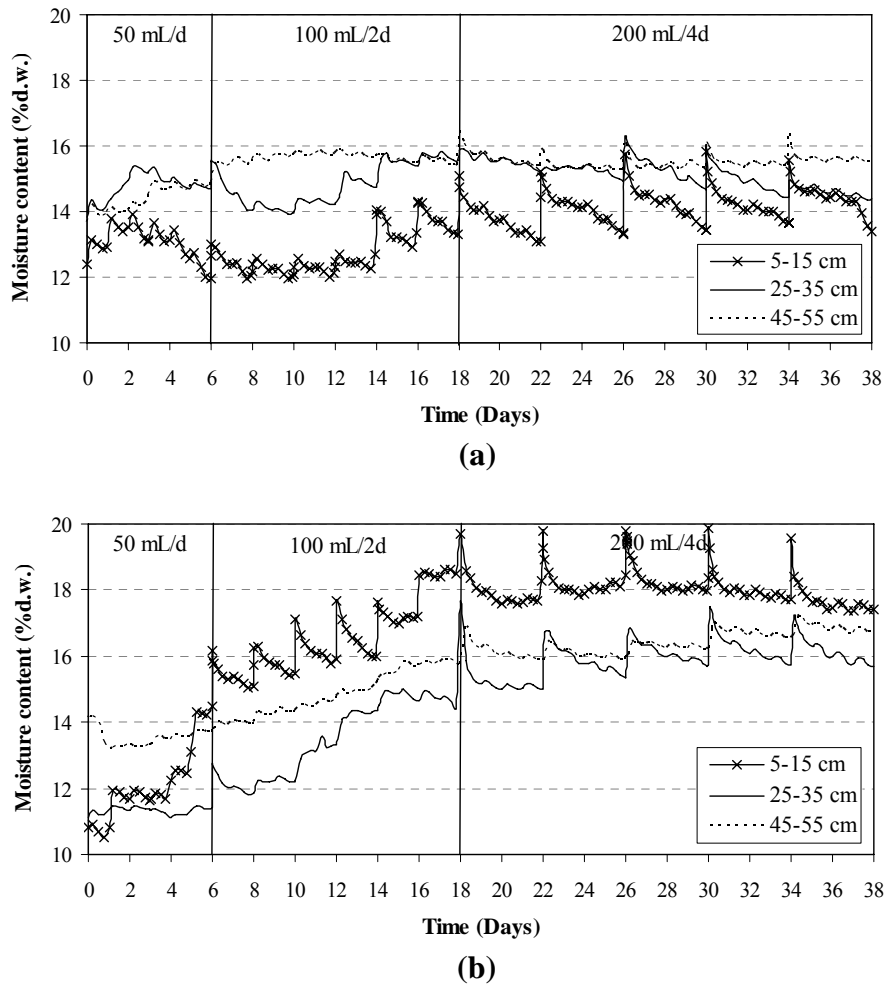 20
18
16
14
12
10
Moisture content (%d.w.)
50 mL/d
100 mL/2d
200 mL/4d
5-15 cm
25-35 cm
45-55 cm
0 2 4 6 8 10 12 14 16 18 20 22 24 26 28 30 32 34 36 38
Time (Days)
(a)
20
18
16
14
12
10
Moisture content (%d.w.)
50 mL/d
100 mL/2d
200 mL/4d
5-15 cm
25-35 cm
45-55 cm
0 2 4 6 8 10 12 14 16 18 20 22 24 26 28 30 32 34 36 38
Time (Days)
(b)